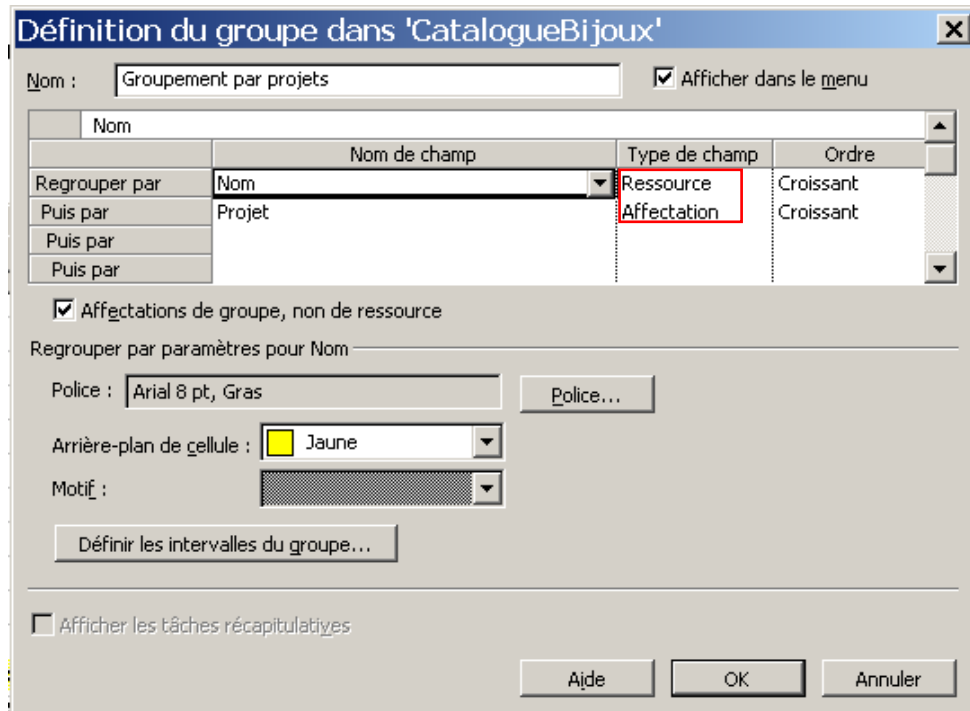 Définition du groupe dans 'CatalogueBijoux'
Nom : Groupement par projets Afficher dans le menu
Nom
Nom de champ Type de champ Ordre
Regrouper par Nom Ressource Croissant
Puis par Projet Affectation Croissant
Puis par
Puis par
Affectations de groupe, non de ressource
Regrouper par paramètres pour Nom
Police : Arial 8 pt, Gras Police...
Arrière-plan de cellule : Jaune
Motif :
Définir les intervalles du groupe...
Afficher les tâches récapitulatives
Aide OK Annuler